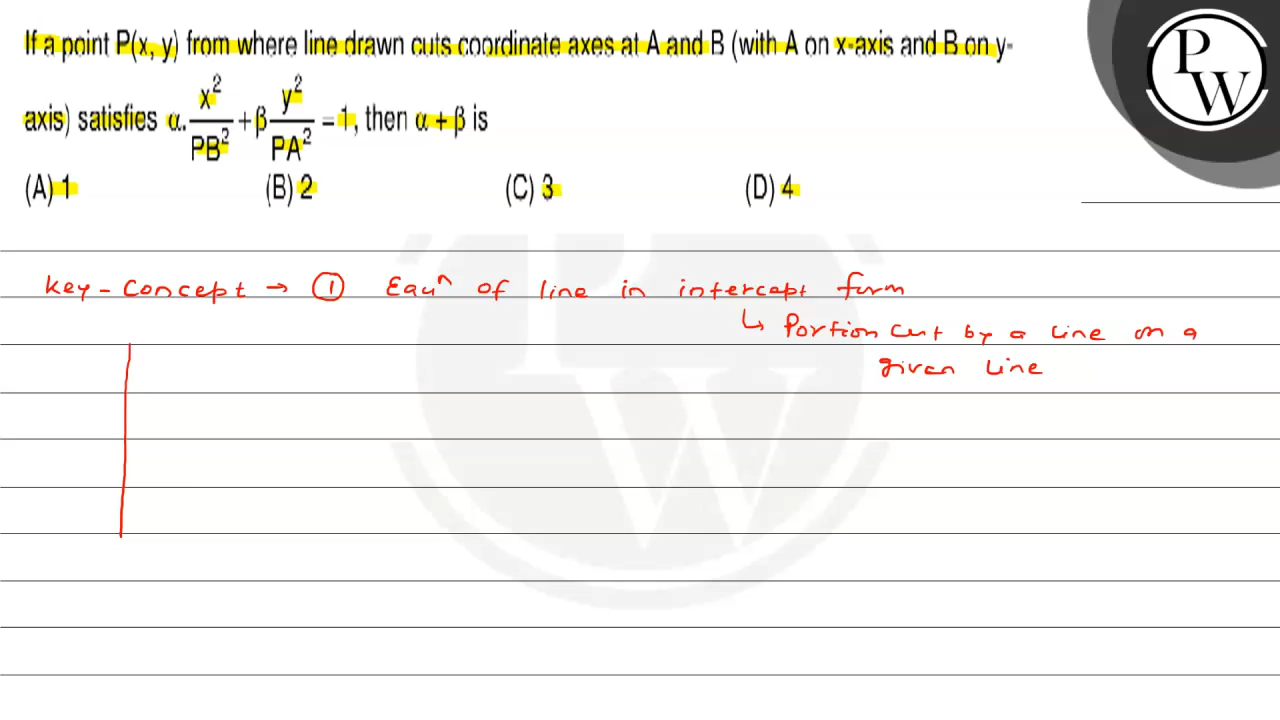 If a point P(x, y) from where line drawn cuts coordinate axes at A and B (with A on x-axis and B on y-
axis) satisfies α. x²/PB² + β y²/PA² = 1, then α + β is
(A) 1 (B) 2 (C) 3 (D) 4
PW
Key-Concept → ① Eauⁿ of line in intercept form
↳ Portion cut by a line on a
given line